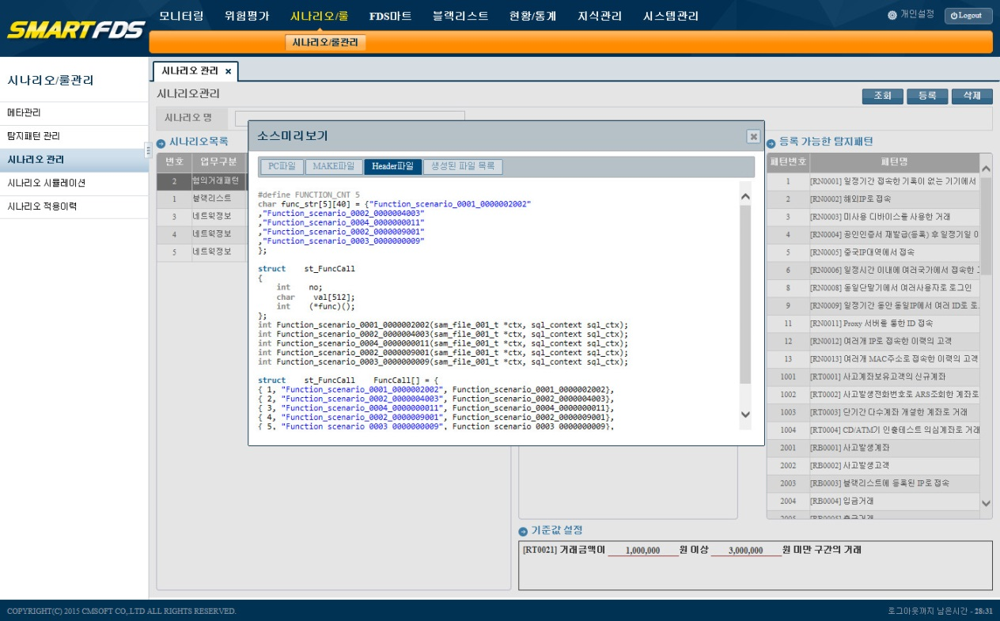 SMARTFDS
모니터링 위험평가 시나리오/룰 FDS마트 블랙리스트 현황/통계 지식관리 시스템관리
개인설정 Logout
시나리오/룰관리
시나리오/룰관리
메타관리
탐지패턴 관리
시나리오 관리
시나리오 시뮬레이션
시나리오 적용이력
시나리오 관리 ×
시나리오관리
조회 등록 삭제
시나리오 명
시나리오목록
번호 업무구분
2 혐의거래패턴
1 블랙리스트
3 네트웍정보
4 네트웍정보
5 네트웍정보
소스미리보기
PC파일 MAKE파일 Header파일 생성된 파일 목록
#define FUNCTION_CNT 5
char func_str[5][40] = {"Function_scenario_0001_0000002002"
,"Function_scenario_0002_0000004003"
,"Function_scenario_0004_0000000011"
,"Function_scenario_0002_0000009001"
,"Function_scenario_0003_0000000009"
};
struct st_FuncCall
{
int no;
char val[512];
int (*func)();
};
int Function_scenario_0001_0000002002(sam_file_001_t *ctx, sql_context sql_ctx);
int Function_scenario_0002_0000004003(sam_file_001_t *ctx, sql_context sql_ctx);
int Function_scenario_0004_0000000011(sam_file_001_t *ctx, sql_context sql_ctx);
int Function_scenario_0002_0000009001(sam_file_001_t *ctx, sql_context sql_ctx);
int Function_scenario_0003_0000000009(sam_file_001_t *ctx, sql_context sql_ctx);
struct st_FuncCall FuncCall[] = {
{ 1, "Function_scenario_0001_0000002002", Function_scenario_0001_0000002002},
{ 2, "Function_scenario_0002_0000004003", Function_scenario_0002_0000004003},
{ 3, "Function_scenario_0004_0000000011", Function_scenario_0004_0000000011},
{ 4, "Function_scenario_0002_0000009001", Function_scenario_0002_0000009001},
{ 5, "Function_scenario_0003_0000000009", Function_scenario_0003_0000000009},
등록 가능한 탐지패턴
패턴번호 패턴명
1 [RN0001] 일정기간 접속한 기록이 없는 기기에서
2 [RN0002] 해외IP로 접속
3 [RN0003] 미사용 디바이스를 사용한 거래
4 [RN0004] 공인인증서 재발급(등록) 후 일정기일 이
5 [RN0005] 중국IP대역에서 접속
6 [RN0006] 일정시간 이내에 여러국가에서 접속한
8 [RN0008] 동일단말기에서 여러사용자로 로그인
9 [RN0009] 일정기간 동안 동일IP에서 여러 ID로 로
11 [RN0011] Proxy 서버를 통한 ID 접속
12 [RN0012] 여러개 IP로 접속한 이력의 고객
13 [RN0013] 여러개 MAC주소로 접속한 이력의 고객
1001 [RT0001] 사고계좌보유고객의 신규계좌
1002 [RT0002] 사고발생전화번호로 ARS조회한 계좌로
1003 [RT0003] 단기간 다수계좌 개설한 계좌로 거래
1004 [RT0004] CD/ATM기 인출테스트 의심계좌로 거래
2001 [RB0001] 사고발생계좌
2002 [RB0002] 사고발생고객
2003 [RB0003] 블랙리스트에 등록된 IP로 접속
2004 [RB0004] 입금거래
2005 [RB0005] 출금거래
기준값 설정
[RT0021] 거래금액이 1,000,000 원 이상 3,000,000 원 미만 구간의 거래
COPYRIGHT(C) 2015 CMSOFT CO,.LTD ALL RIGHTS RESERVED.
로그아웃까지 남은시간 - 28:31